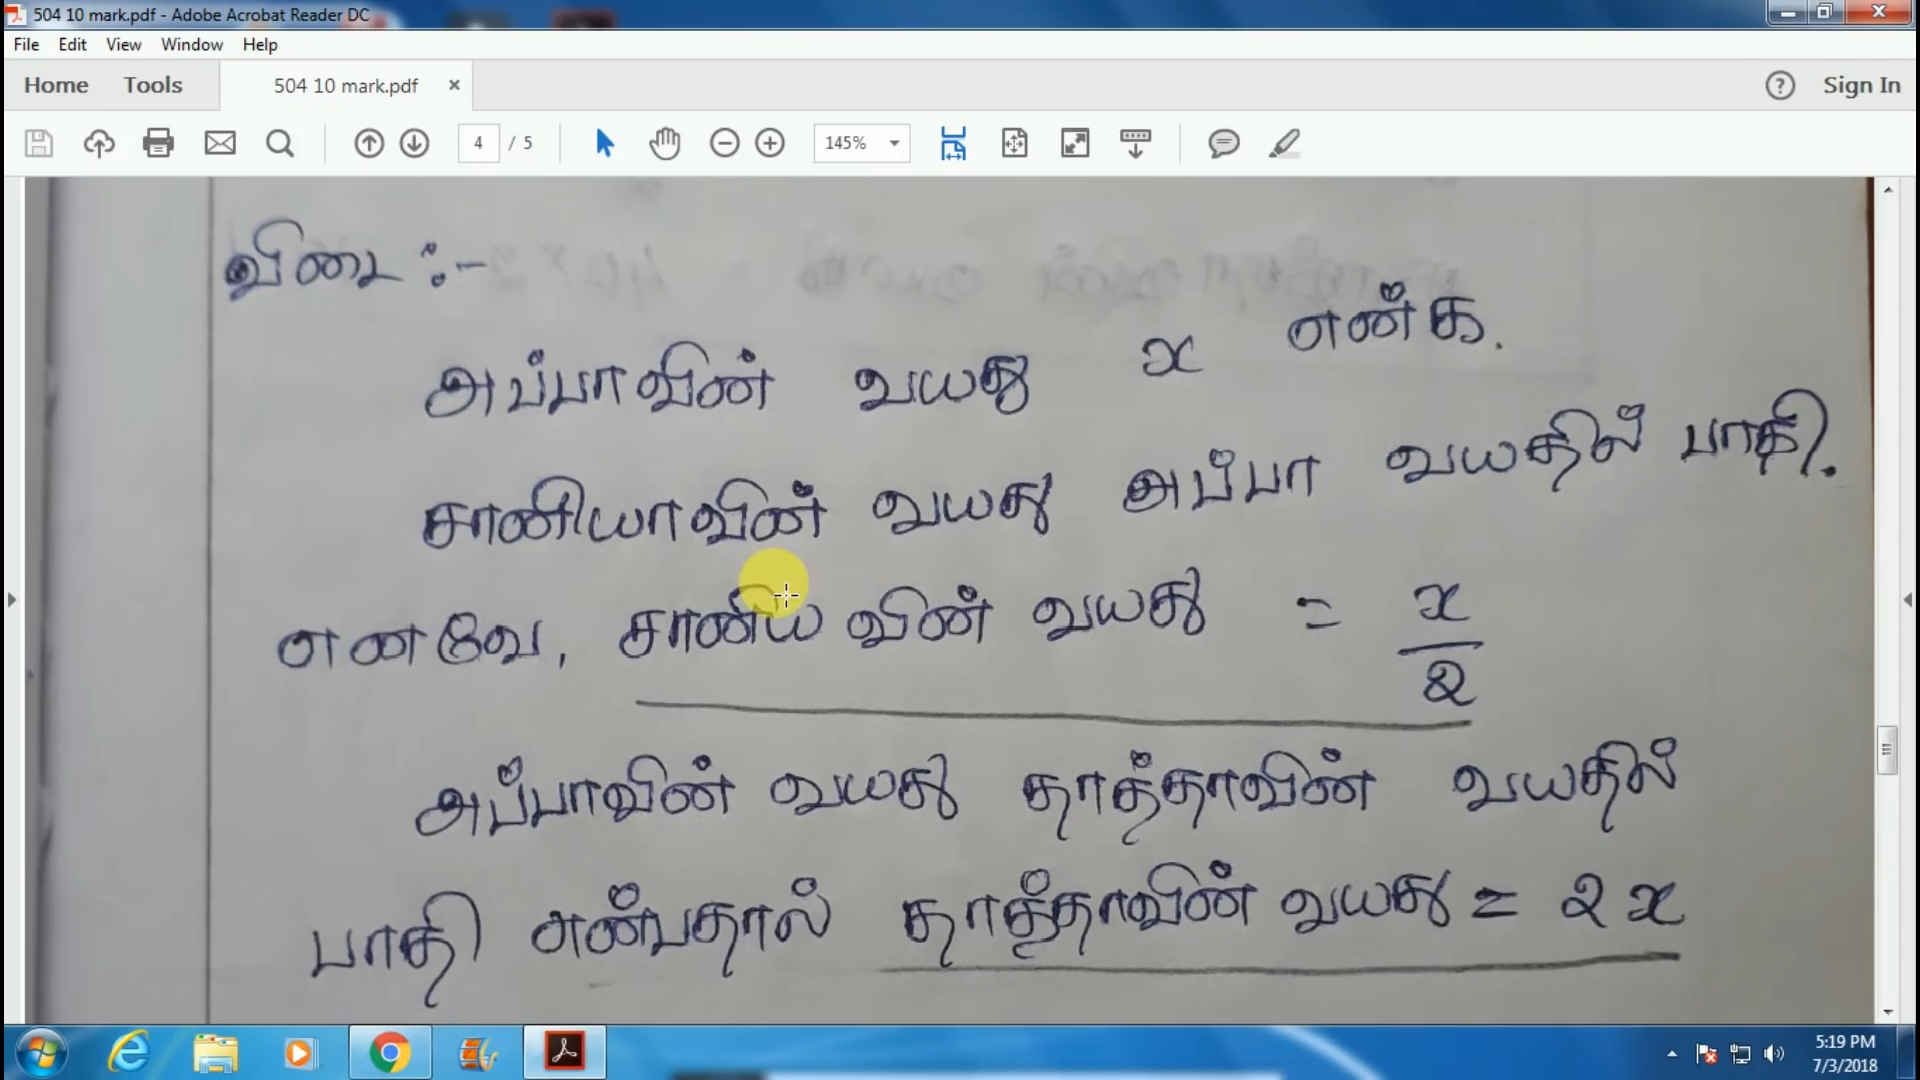 504 10 mark.pdf - Adobe Acrobat Reader DC
File Edit View Window Help
Home Tools 504 10 mark.pdf × ? Sign In
4 / 5 145%
விடை :-
அப்பாவின் வயது x என்க.
சானியாவின் வயது அப்பா வயதில் பாதி.
எனவே, சானியவின் வயது = x/2
அப்பாவின் வயது தாத்தாவின் வயதில்
பாதி என்பதால் தாத்தாவின் வயது = 2x
5:19 PM
7/3/2018